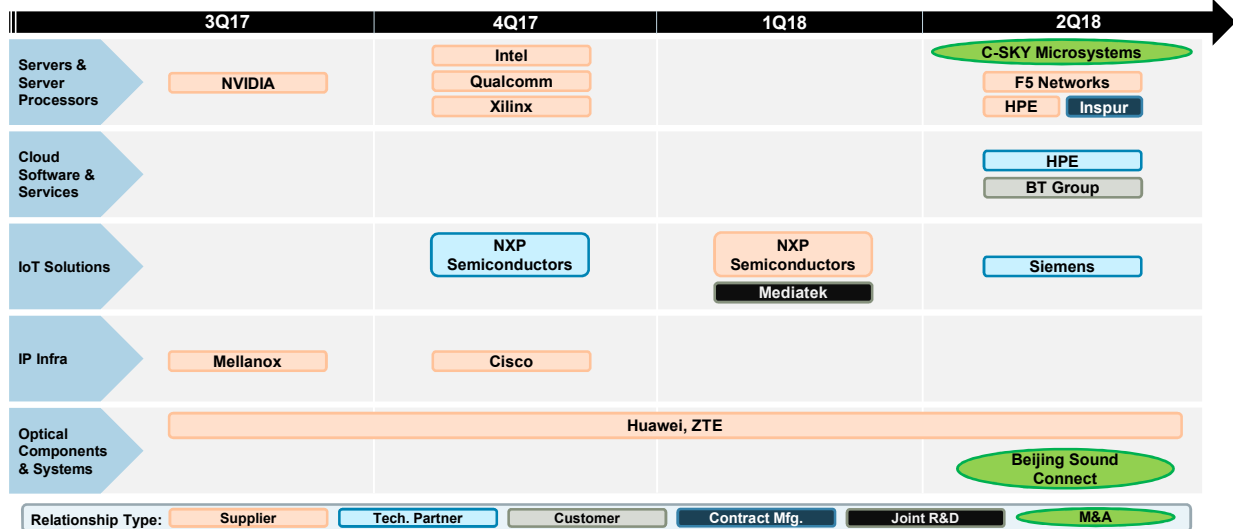 3Q17 4Q17 1Q18 2Q18
Servers &
Server
Processors
NVIDIA
Intel
Qualcomm
Xilinx
C-SKY Microsystems
F5 Networks
HPE Inspur
Cloud
Software &
Services
HPE
BT Group
IoT Solutions
NXP
Semiconductors
NXP
Semiconductors
Mediatek
Siemens
IP Infra
Mellanox
Cisco
Optical
Components
& Systems
Huawei, ZTE
Beijing Sound
Connect
Relationship Type: Supplier Tech. Partner Customer Contract Mfg. Joint R&D M&A